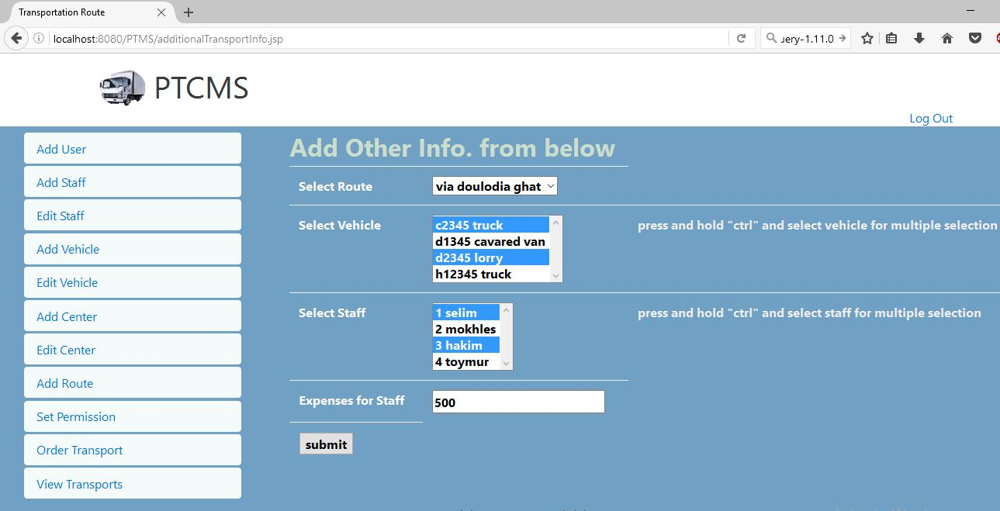 Transportation Route
localhost:8080/PTMS/additionalTransportInfo.jsp
uery-1.11.0
PTCMS
Log Out
Add User
Add Staff
Edit Staff
Add Vehicle
Edit Vehicle
Add Center
Edit Center
Add Route
Set Permission
Order Transport
View Transports
Add Other Info. from below
Select Route via doulodia ghat
Select Vehicle
c2345 truck
d1345 cavared van
d2345 lorry
h12345 truck
press and hold "ctrl" and select vehicle for multiple selection
Select Staff
1 selim
2 mokhles
3 hakim
4 toymur
press and hold "ctrl" and select staff for multiple selection
Expenses for Staff 500
submit